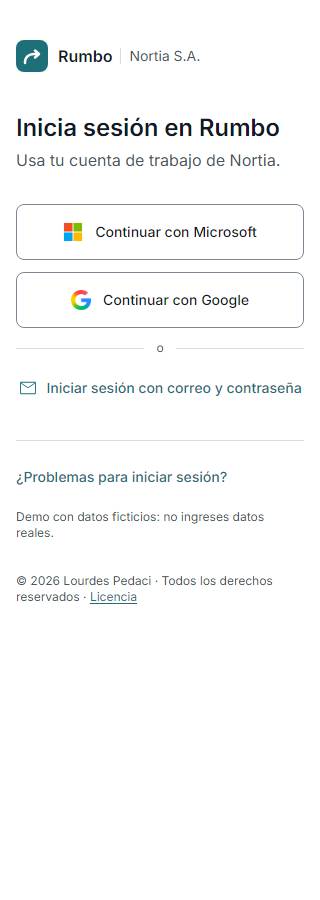 Rumbo Nortia S.A.
Inicia sesión en Rumbo
Usa tu cuenta de trabajo de Nortia.
Continuar con Microsoft
Continuar con Google
o
Iniciar sesión con correo y contraseña
¿Problemas para iniciar sesión?
Demo con datos ficticios: no ingreses datos
reales.
© 2026 Lourdes Pedaci · Todos los derechos
reservados · Licencia